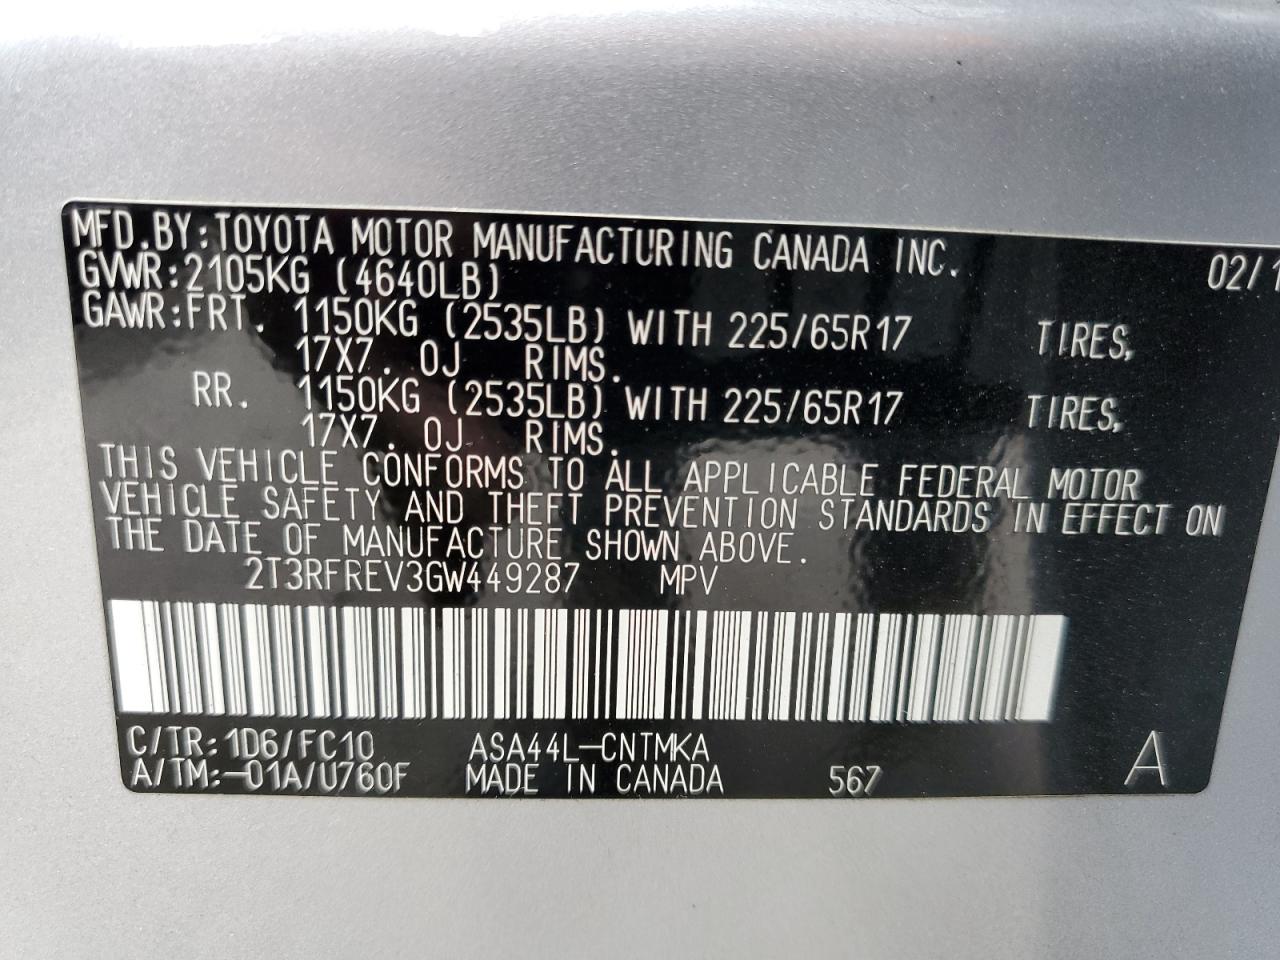 MFD.BY:TOYOTA MOTOR MANUFACTURING CANADA INC. 02/1
GVWR:2105KG (4640LB)
GAWR:FRT. 1150KG (2535LB) WITH 225/65R17 TIRES,
17X7.0J RIMS.
RR. 1150KG (2535LB) WITH 225/65R17 TIRES,
17X7.0J RIMS.
THIS VEHICLE CONFORMS TO ALL APPLICABLE FEDERAL MOTOR
VEHICLE SAFETY AND THEFT PREVENTION STANDARDS IN EFFECT ON
THE DATE OF MANUFACTURE SHOWN ABOVE.
2T3RFREV3GW449287 MPV
C/TR:1D6/FC10 ASA44L-CNTMKA
A/TM:-01A/U760F MADE IN CANADA 567 A